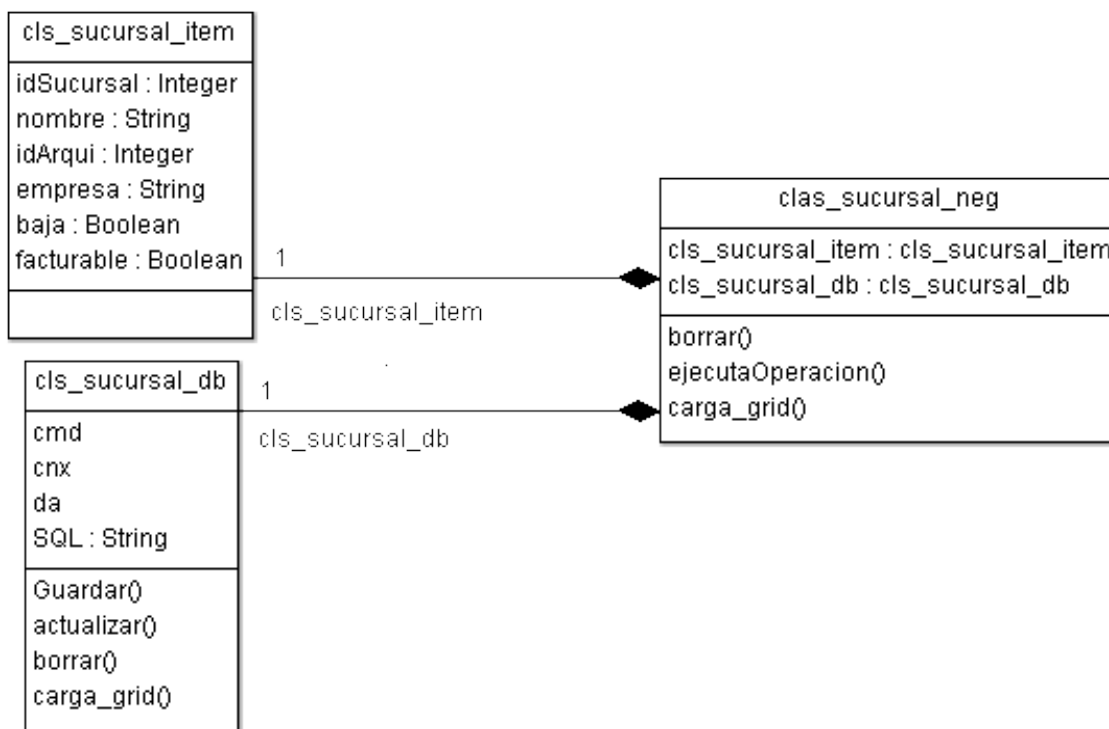 cls_sucursal_item
idSucursal : Integer
nombre : String
idArqui : Integer
empresa : String
baja : Boolean
facturable : Boolean
1
cls_sucursal_item
clas_sucursal_neg
cls_sucursal_item : cls_sucursal_item
cls_sucursal_db : cls_sucursal_db
borrar()
ejecutaOperacion()
carga_grid()
cls_sucursal_db
cmd
cnx
da
SQL : String
Guardar()
actualizar()
borrar()
carga_grid()
1
cls_sucursal_db